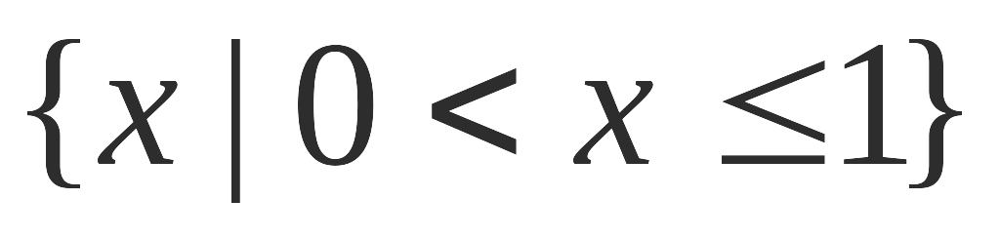 {x | 0 < x ≤1}